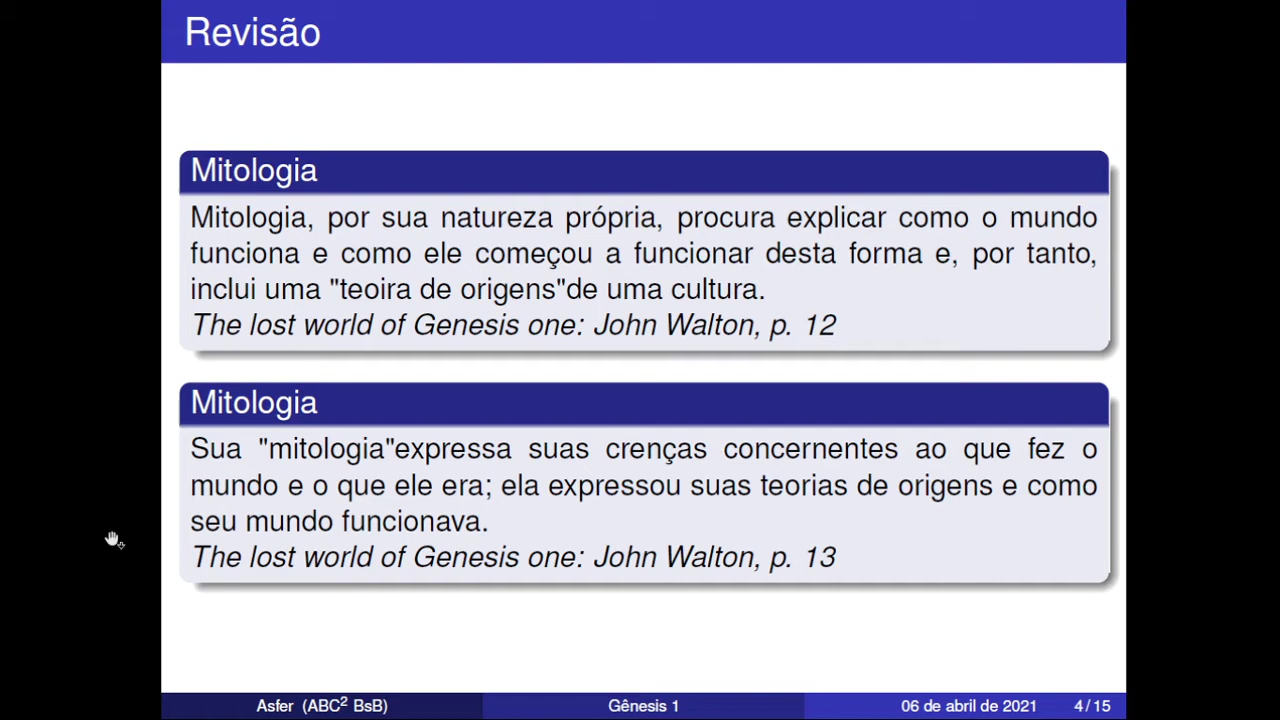 Revisão
Mitologia
Mitologia, por sua natureza própria, procura explicar como o mundo
funciona e como ele começou a funcionar desta forma e, por tanto,
inclui uma "teoira de origens"de uma cultura.
The lost world of Genesis one: John Walton, p. 12
Mitologia
Sua "mitologia"expressa suas crenças concernentes ao que fez o
mundo e o que ele era; ela expressou suas teorias de origens e como
seu mundo funcionava.
The lost world of Genesis one: John Walton, p. 13
Asfer (ABC² BsB) Gênesis 1 06 de abril de 2021 4/15